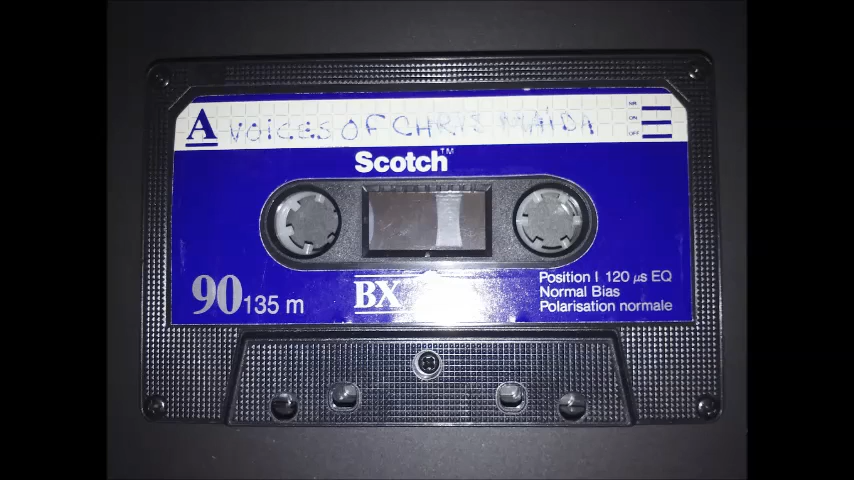 A VOICES OF CHRIS MAIDA
NR
ON
OFF
Scotch™
90 135 m
BX
Position I 120 µs EQ
Normal Bias
Polarisation normale